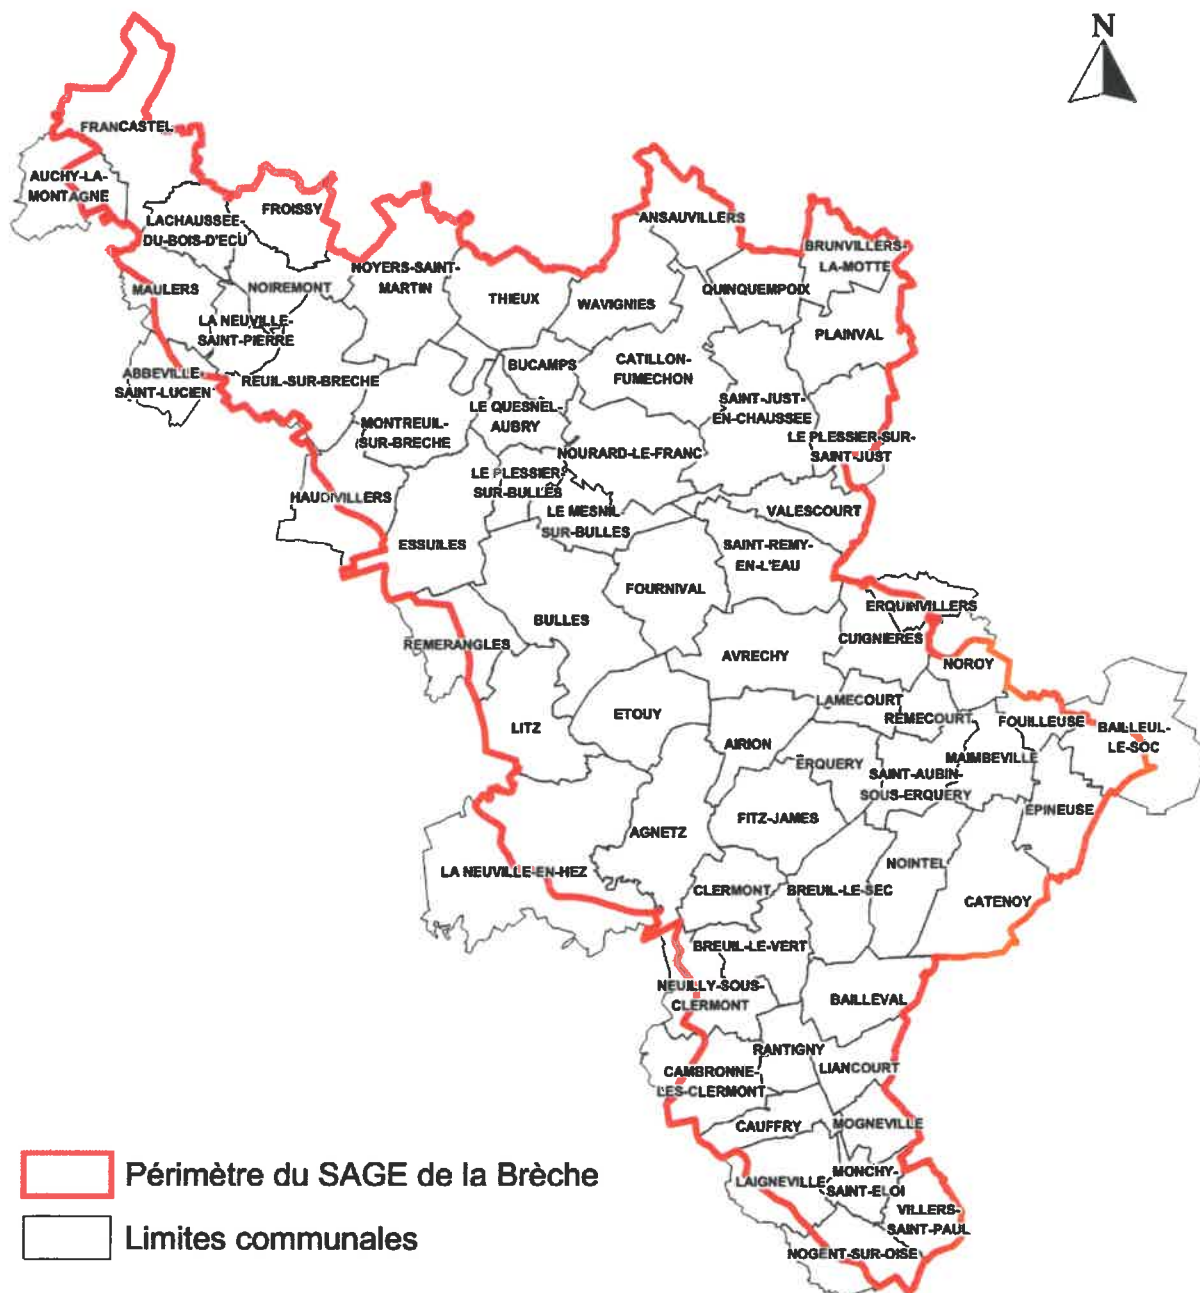 N
FRANCASTEL
AUCHY-LA-
MONTAGNE
LACHAUSSEE-
DU-BOIS-D'ECU
FROISSY
ANSAUVILLERS
BRUNVILLERS-
LA-MOTTE
MAULERS
NOIREMONT
NOYERS-SAINT-
MARTIN
THIEUX
WAVIGNIES
QUINQUEMPOIX
LA NEUVILLE-
SAINT-PIERRE
PLAINVAL
ABBEVILLE-
SAINT-LUCIEN
REUIL-SUR-BRECHE
BUCAMPS
CATILLON-
FUMECHON
SAINT-JUST-
EN-CHAUSSEE
MONTREUIL-
SUR-BRECHE
LE QUESNEL-
AUBRY
LE PLESSIER-SUR-
SAINT-JUST
NOURARD-LE-FRANC
HAUDIVILLERS
LE PLESSIER-
SUR-BULLES
LE MESNIL
SUR-BULLES
VALESCOURT
ESSUILES
SAINT-REMY-
EN-L'EAU
FOURNIVAL
ERQUINVILLERS
BULLES
CUIGNIERES
REMERANGLES
AVRECHY
NOROY
LITZ
ETOUY
LAMECOURT
REMECOURT
FOUILLEUSE
BAILLEUL-
LE-SOC
AIRION
ERQUERY
MAIMBEVILLE
SAINT-AUBIN-
SOUS-ERQUERY
EPINEUSE
AGNETZ
FITZ-JAMES
LA NEUVILLE-EN-HEZ
CLERMONT
BREUIL-LE-SEC
NOINTEL
CATENOY
BREUIL-LE-VERT
NEUILLY-SOUS-
CLERMONT
BAILLEVAL
RANTIGNY
LIANCOURT
CAMBRONNE-
LES-CLERMONT
CAUFFRY
MOGNEVILLE
LAIGNEVILLE
MONCHY-
SAINT-ELOI
VILLERS-
SAINT-PAUL
NOGENT-SUR-OISE
Périmètre du SAGE de la Brèche
Limites communales